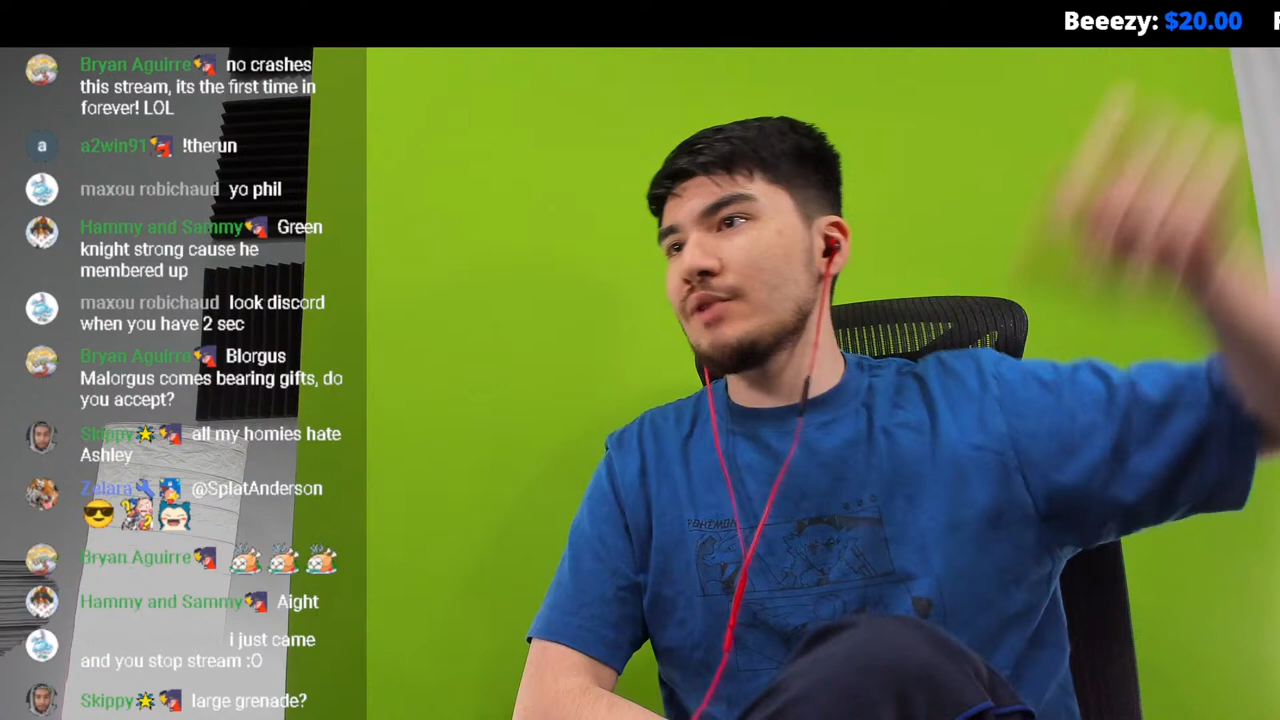 Beeezy: $20.00
Bryan Aguirre no crashes
this stream, its the first time in
forever! LOL
a
a2win91 !therun
maxou robichaud yo phil
Hammy and Sammy Green
knight strong cause he
membered up
maxou robichaud look discord
when you have 2 sec
Bryan Aguirre Blorgus
Malorgus comes bearing gifts, do
you accept?
Skippy all my homies hate
Ashley
Zelara @SplatAnderson
Bryan Aguirre
Hammy and Sammy Aight
i just came
and you stop stream :O
Skippy large grenade?
POKÉMON